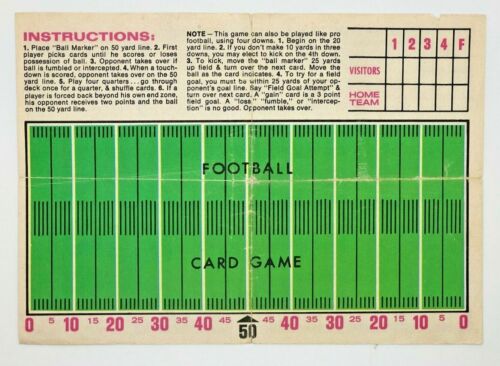 INSTRUCTIONS:
1. Place "Ball Marker" on 50 yard line. 2. First
player picks cards until he scores or loses
possession of ball. 3. Opponent takes over if ball
is fumbled or intercepted. 4. When a touch-
down is scored, opponent takes over on the 50
yard line. 5. Play four quarters - go through
deck once for a quarter, & shuffle cards. 6. If a
player is forced back beyond his own end zone,
his opponent receives two points and the ball
on the 50 yard line.
NOTE — This game can also be played like pro
football, using four downs. 1. Begin on the 20
yard line. 2. If you don't make 10 yards in three
downs, you may elect to kick on the 4th down.
3. To kick, move the "ball marker" 25 yards
up field & turn over the next card. Move the
ball as the card indicates. 4. To try for a field
goal, you must be within 25 yards of your op-
ponent's goal line. Say "Field Goal Attempt" &
turn over next card. A "gain" card is a 3 point
field goal. A "loss," "fumble," or "intercep-
tion" is no good. Opponent takes over.
1 2 3 4 F
VISITORS
HOME
TEAM
FOOTBALL
CARD GAME
0 5 10 15 20 25 30 35 40 45 50 45 40 35 30 25 20 15 10 5 0